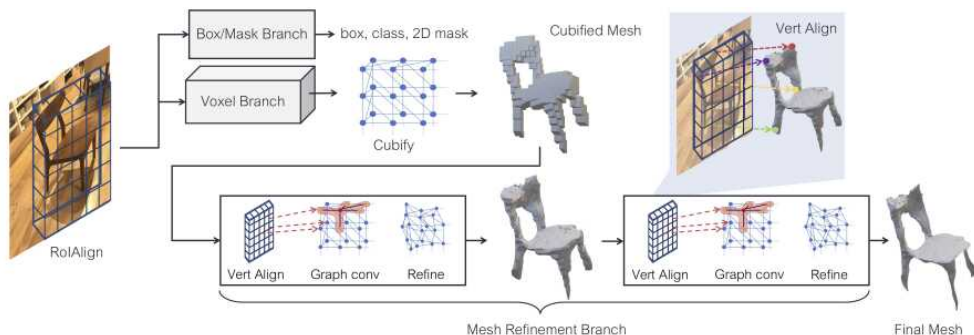 Box/Mask Branch
box, class, 2D mask
Cubified Mesh
Vert Align
Voxel Branch
Cubify
RoIAlign
Vert Align
Graph conv
Refine
Vert Align
Graph conv
Refine
Mesh Refinement Branch
Final Mesh